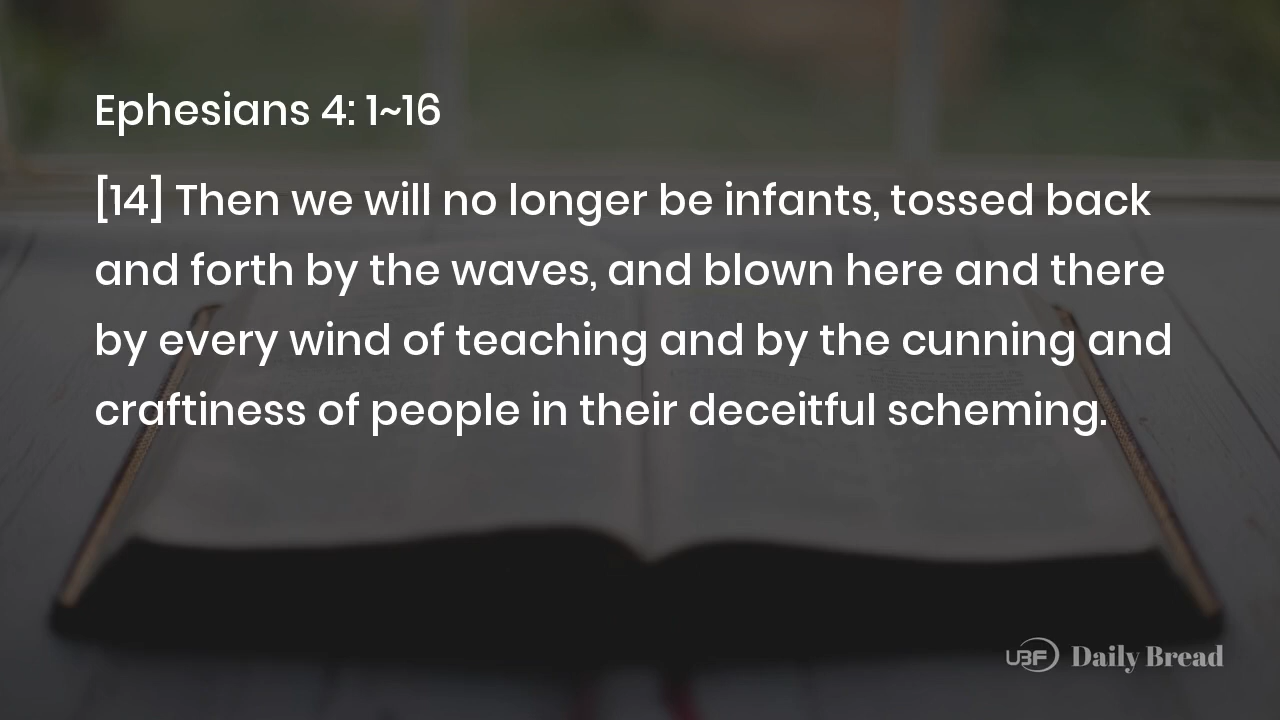 Ephesians 4: 1~16
[14] Then we will no longer be infants, tossed back
and forth by the waves, and blown here and there
by every wind of teaching and by the cunning and
craftiness of people in their deceitful scheming.
UBF Daily Bread